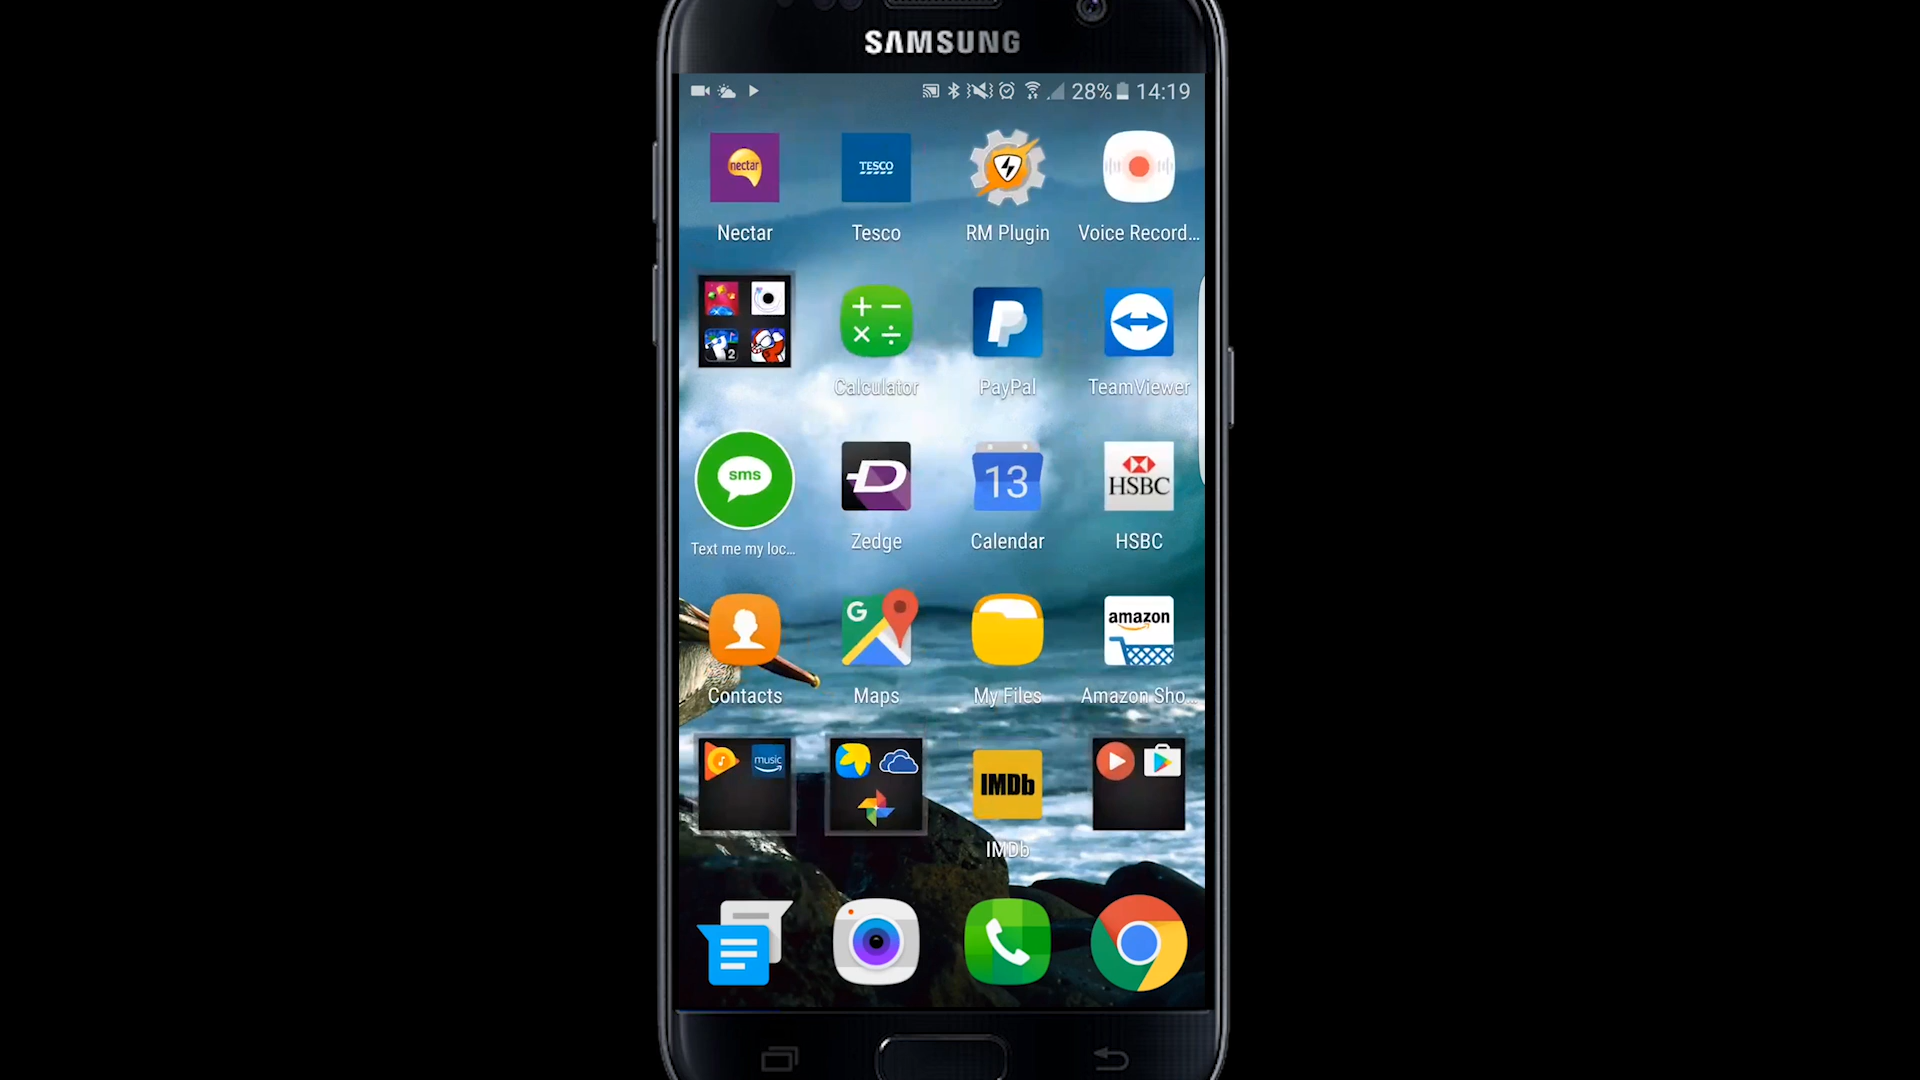 SAMSUNG
28% 14:19
nectar
TESCO
Nectar
Tesco
RM Plugin
Voice Record...
2
Calculator
PayPal
TeamViewer
sms
13
HSBC
Text me my loc...
Zedge
Calendar
HSBC
G
amazon
Contacts
Maps
My Files
Amazon Sho...
music
IMDb
IMDb